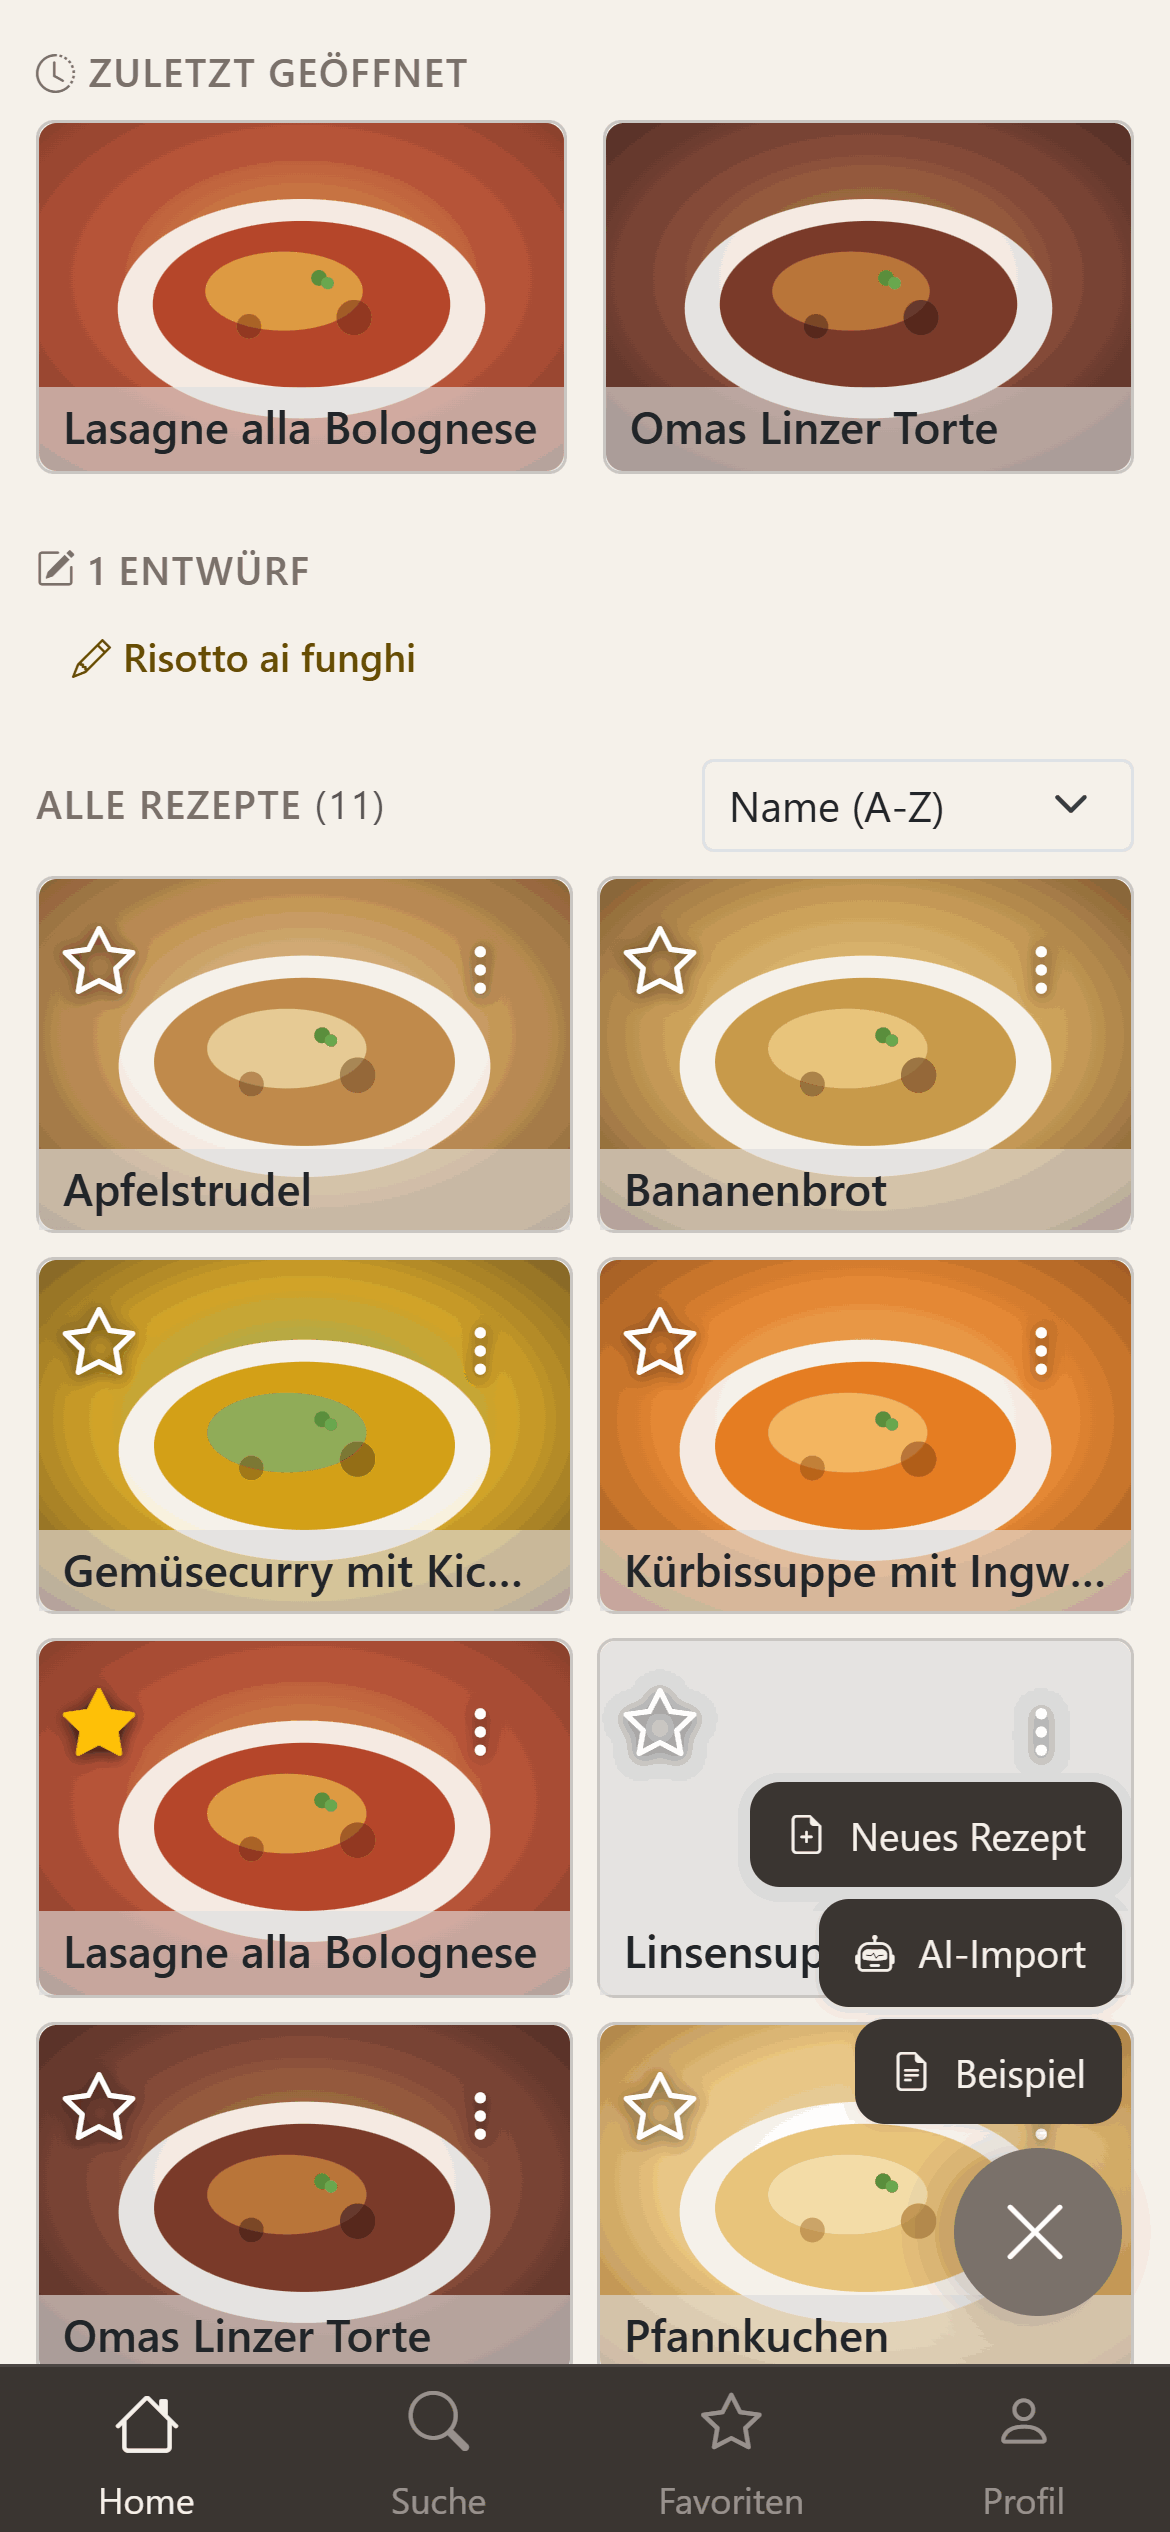 ZULETZT GEÖFFNET
Lasagne alla Bolognese
Omas Linzer Torte
1 ENTWÜRF
Risotto ai funghi
ALLE REZEPTE (11)
Name (A-Z)
Apfelstrudel
Bananenbrot
Gemüsecurry mit Kic...
Kürbissuppe mit Ingw...
Lasagne alla Bolognese
Linsensup
Neues Rezept
AI-Import
Beispiel
Omas Linzer Torte
Pfannkuchen
Home
Suche
Favoriten
Profil